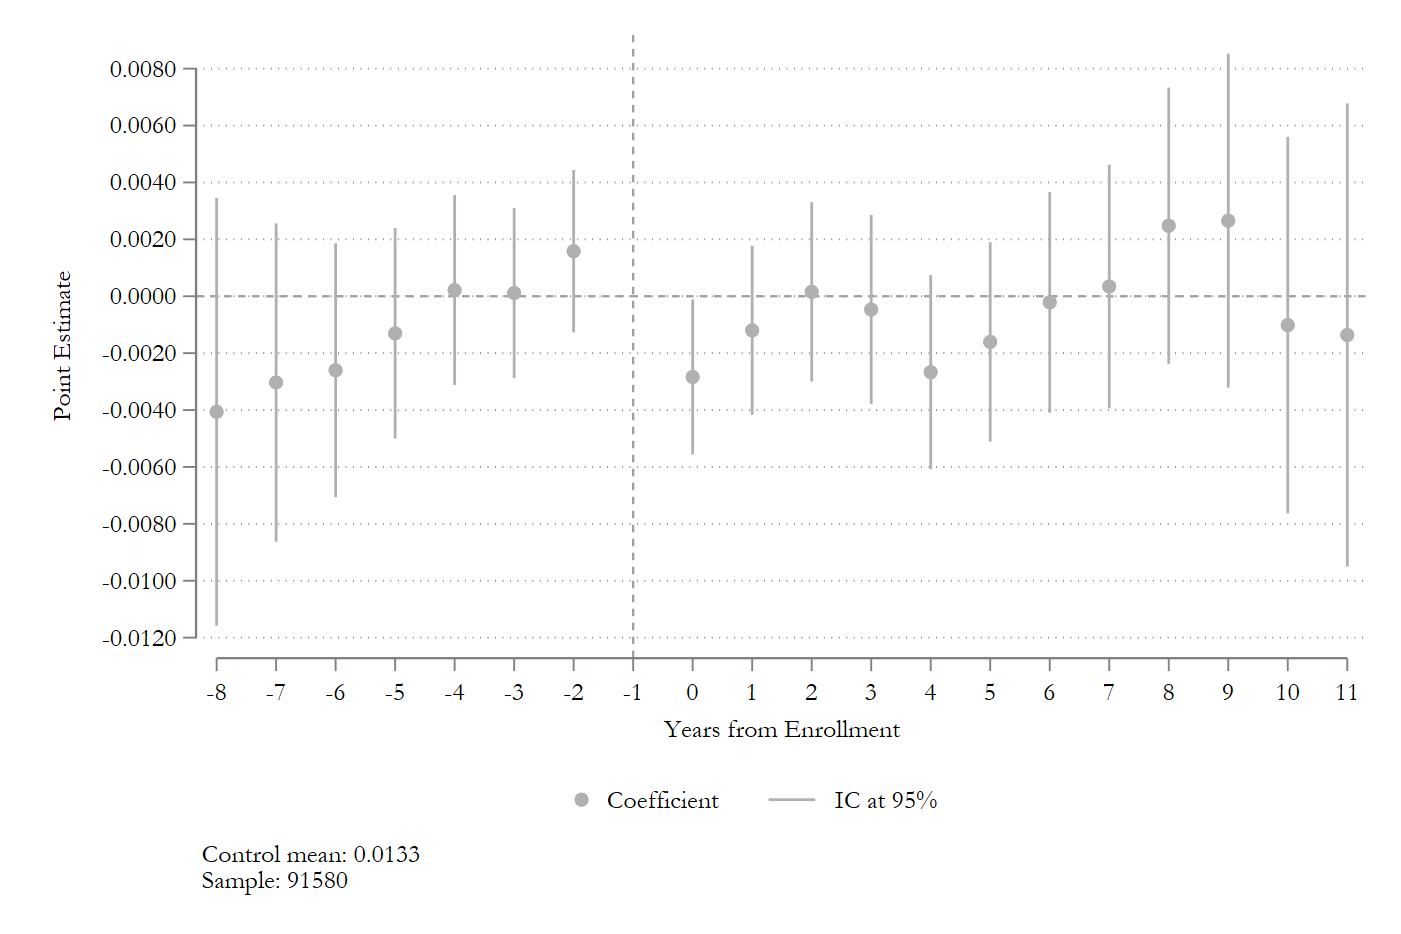 0.0080
0.0060
0.0040
0.0020
0.0000
-0.0020
-0.0040
-0.0060
-0.0080
-0.0100
-0.0120
Point Estimate
-8 -7 -6 -5 -4 -3 -2 -1 0 1 2 3 4 5 6 7 8 9 10 11
Years from Enrollment
Coefficient IC at 95%
Control mean: 0.0133
Sample: 91580